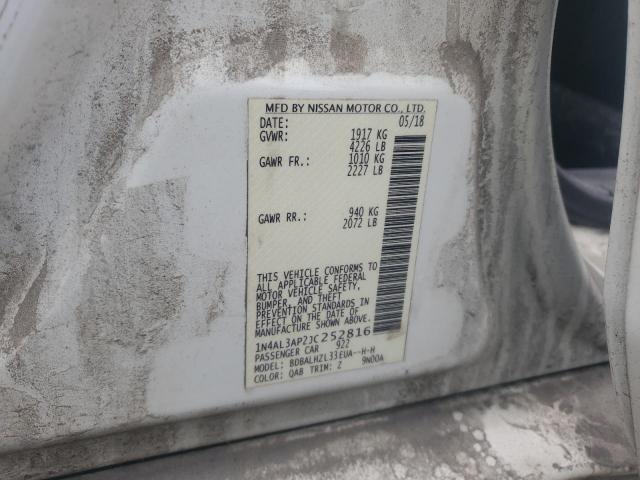 MFD BY NISSAN MOTOR CO., LTD.
DATE: 05/18
GVWR: 1917 KG
4226 LB
GAWR FR.: 1010 KG
2227 LB
GAWR RR.: 940 KG
2072 LB
THIS VEHICLE CONFORMS TO
ALL APPLICABLE FEDERAL
MOTOR VEHICLE SAFETY,
BUMPER, AND THEFT
PREVENTION STANDARDS IN
EFFECT ON THE DATE OF
MANUFACTURE SHOWN ABOVE.
1N4AL3AP2JC252816
PASSENGER CAR 922
MODEL: BDBALHZL33EUA--H-H
COLOR: QAB TRIM: Z 9N00A